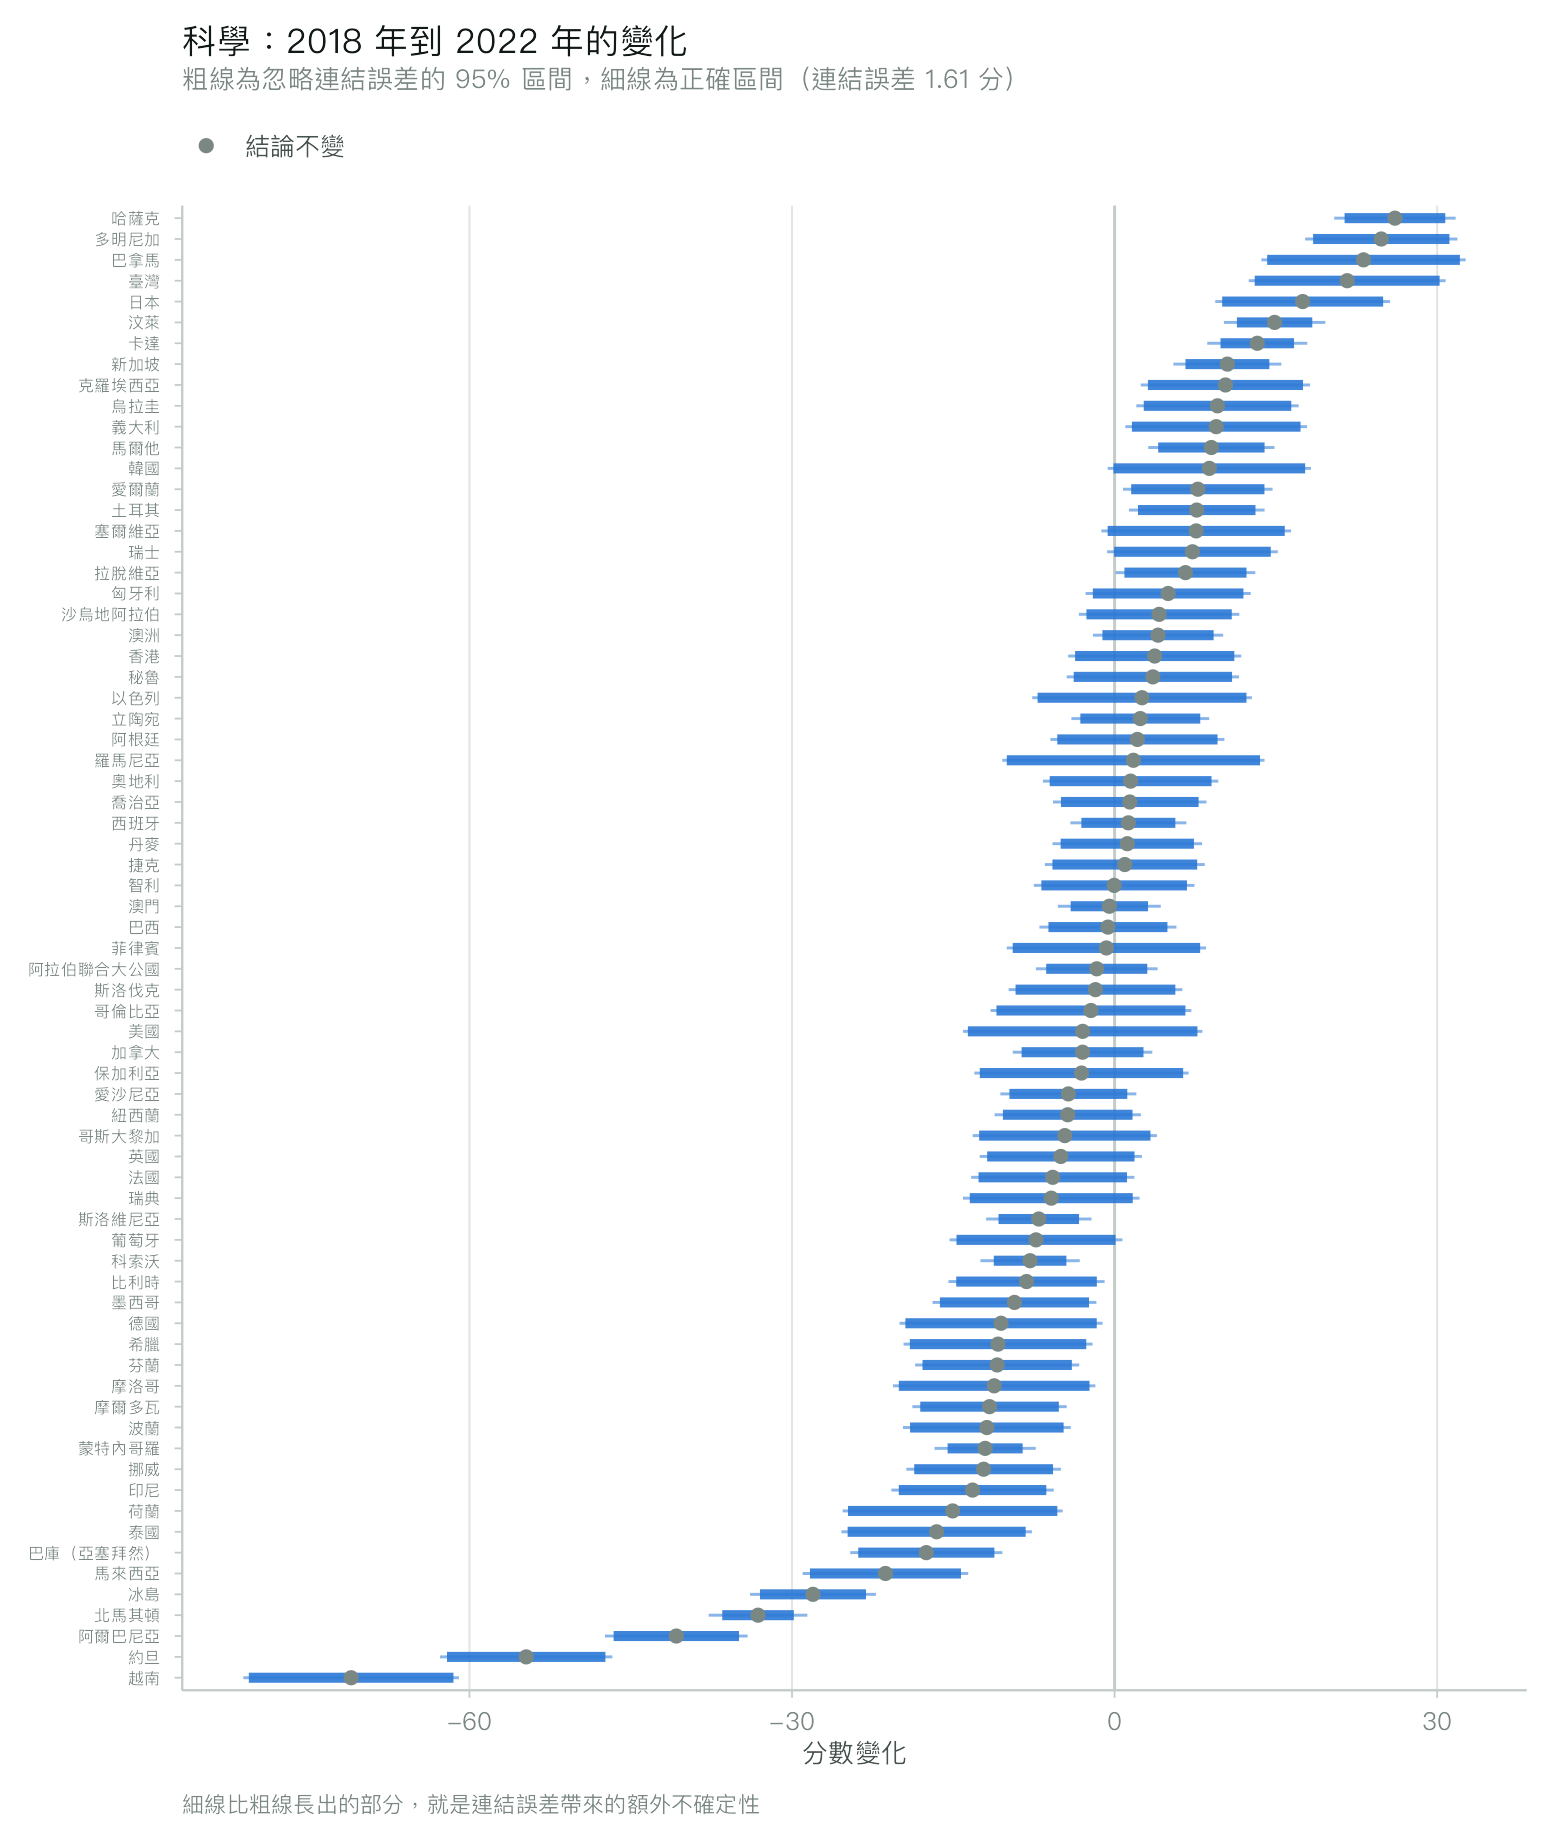 科學：2018 年到 2022 年的變化
粗線為忽略連結誤差的 95% 區間，細線為正確區間（連結誤差 1.61 分）
結論不變
哈薩克
多明尼加
巴拿馬
臺灣
日本
汶萊
卡達
新加坡
克羅埃西亞
烏拉圭
義大利
馬爾他
韓國
愛爾蘭
土耳其
塞爾維亞
瑞士
拉脫維亞
匈牙利
沙烏地阿拉伯
澳洲
香港
秘魯
以色列
立陶宛
阿根廷
羅馬尼亞
奧地利
喬治亞
西班牙
丹麥
捷克
智利
澳門
巴西
菲律賓
阿拉伯聯合大公國
斯洛伐克
哥倫比亞
美國
加拿大
保加利亞
愛沙尼亞
紐西蘭
哥斯大黎加
英國
法國
瑞典
斯洛維尼亞
葡萄牙
科索沃
比利時
墨西哥
德國
希臘
芬蘭
摩洛哥
摩爾多瓦
波蘭
蒙特內哥羅
挪威
印尼
荷蘭
泰國
巴庫（亞塞拜然）
馬來西亞
冰島
北馬其頓
阿爾巴尼亞
約旦
越南
−60 −30 0 30
分數變化
細線比粗線長出的部分，就是連結誤差帶來的額外不確定性